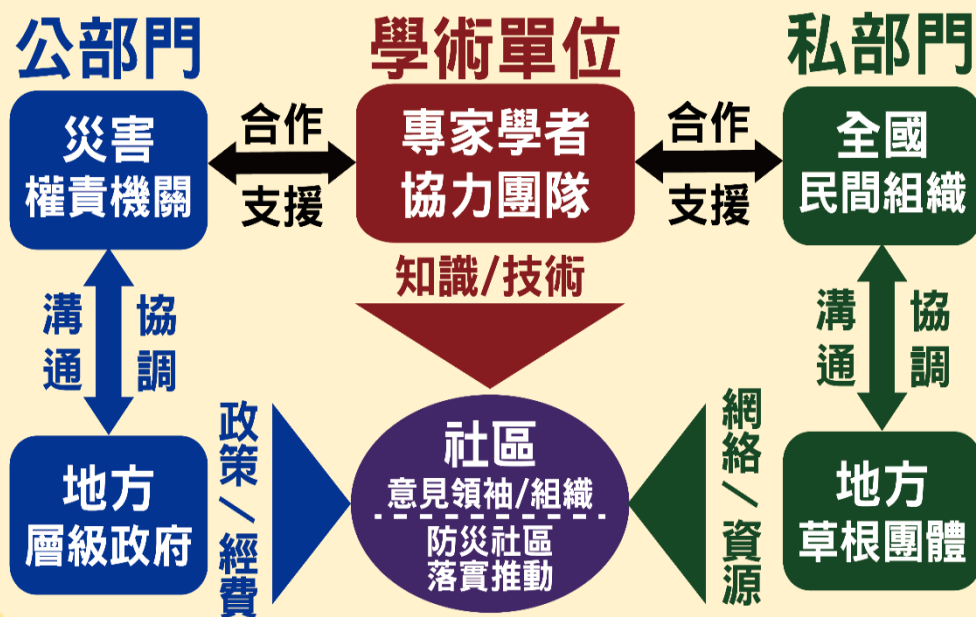 公部門
學術單位
私部門
災害
權責機關
合作
支援
專家學者
協力團隊
合作
支援
全國
民間組織
知識/技術
溝通
協調
溝通
協調
地方
層級政府
政策/經費
社區
意見領袖/組織
防災社區
落實推動
網絡/資源
地方
草根團體